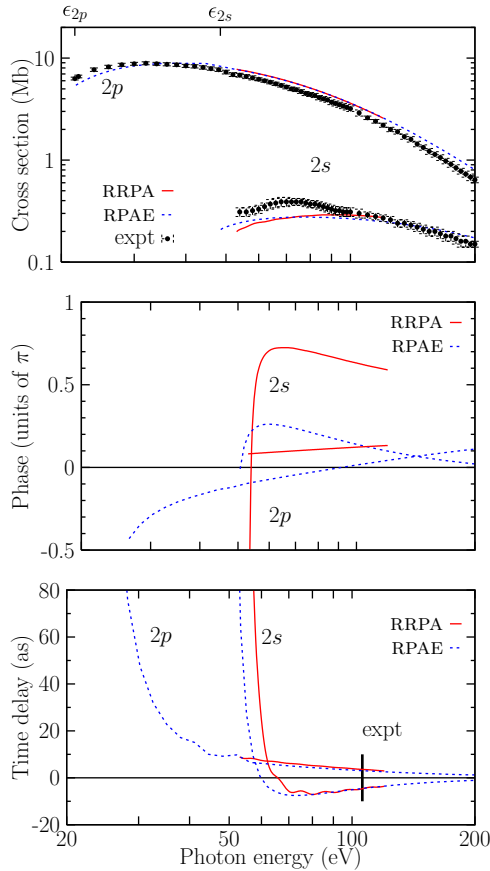 ϵ2p ϵ2s
10
1
0.1
Cross section (Mb)
2p
2s
RRPA
RPAE
expt
1
0.5
0
-0.5
Phase (units of π)
RRPA
RPAE
2s
2p
80
60
40
20
0
-20
Time delay (as)
2p 2s
RRPA
RPAE
expt
20 50 100 200
Photon energy (eV)